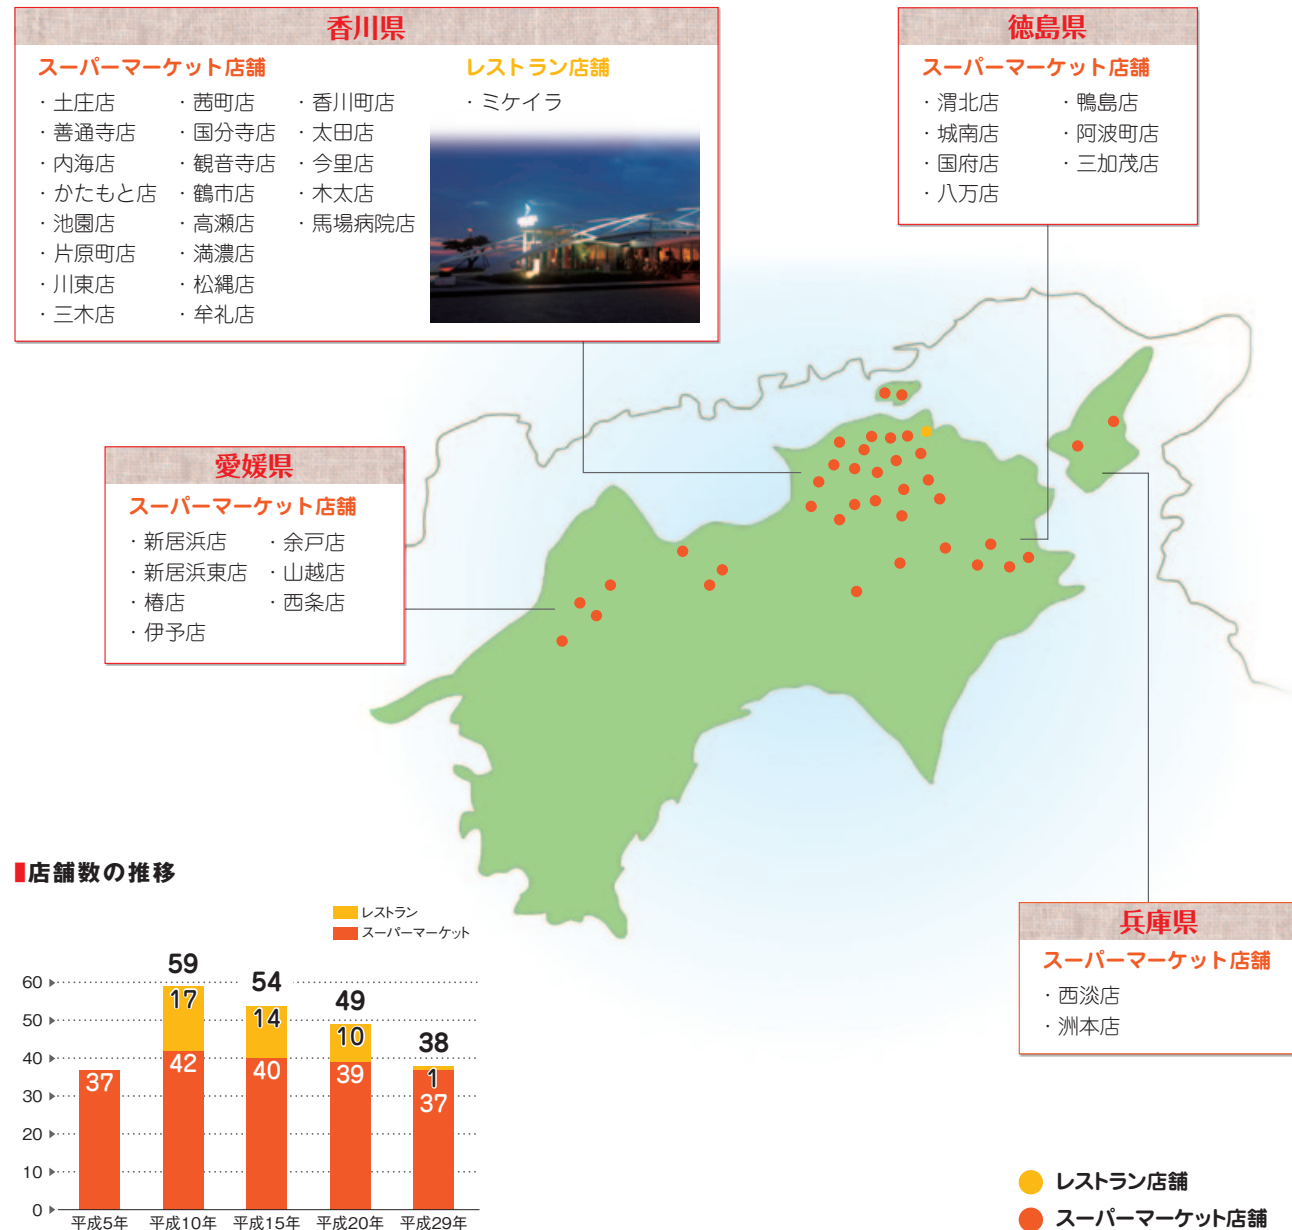 香川県
スーパーマーケット店舗
・土庄店
・善通寺店
・内海店
・かたもと店
・池園店
・片原町店
・川東店
・三木店
・茜町店
・国分寺店
・観音寺店
・鶴市店
・高瀬店
・満濃店
・松縄店
・牟礼店
・香川町店
・太田店
・今里店
・木太店
・馬場病院店
レストラン店舗
・ミケイラ
徳島県
スーパーマーケット店舗
・渭北店
・城南店
・国府店
・八万店
・鴨島店
・阿波町店
・三加茂店
愛媛県
スーパーマーケット店舗
・新居浜店
・新居浜東店
・椿店
・伊予店
・余戸店
・山越店
・西条店
兵庫県
スーパーマーケット店舗
・西淡店
・洲本店
店舗数の推移
レストラン
スーパーマーケット
60
50
40
30
20
10
0
37
59
17
42
54
14
40
49
10
39
38
1
37
平成5年 平成10年 平成15年 平成20年 平成29年
レストラン店舗
スーパーマーケット店舗